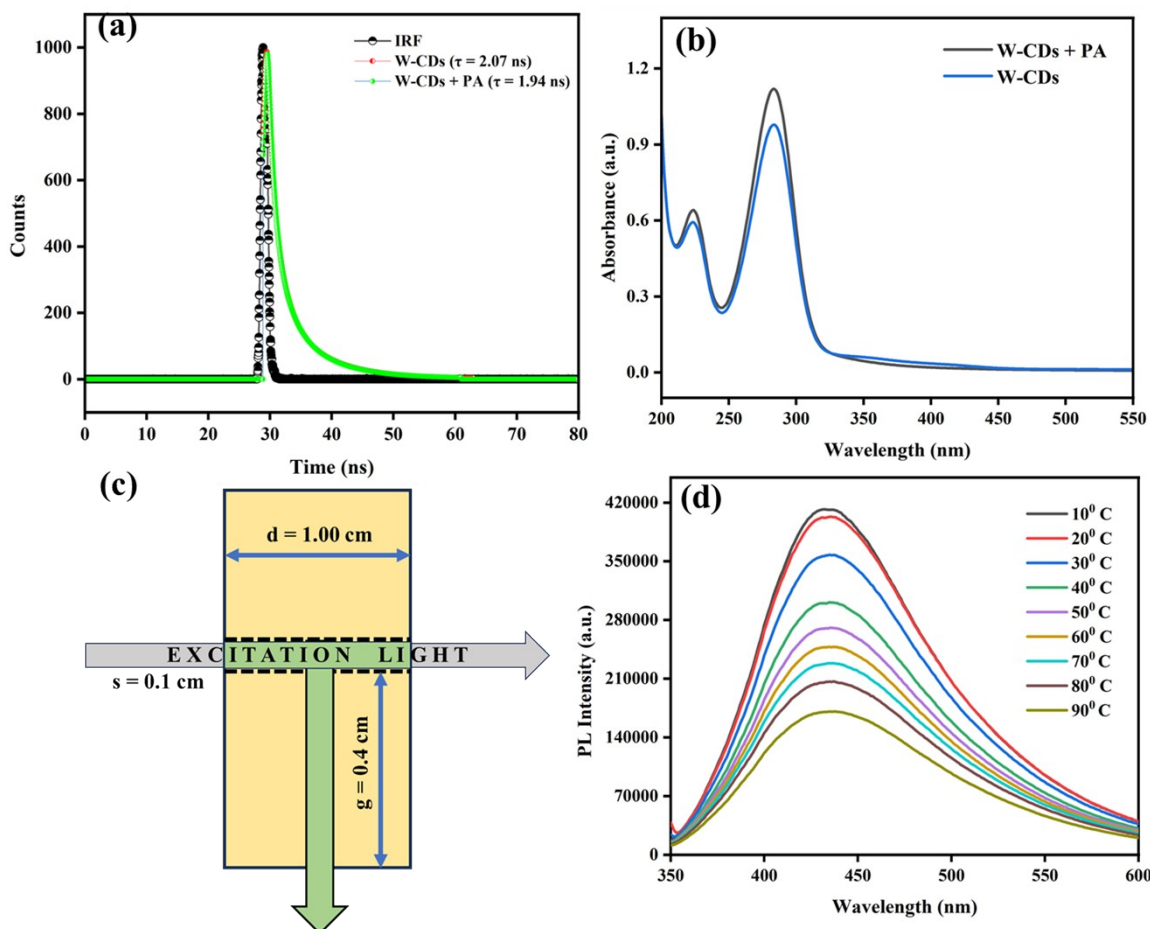 (a)
IRF
W-CDs (τ = 2.07 ns)
W-CDs + PA (τ = 1.94 ns)
1000
800
600
400
200
0
Counts
0 10 20 30 40 50 60 70 80
Time (ns)
(b)
W-CDs + PA
W-CDs
1.2
0.9
0.6
0.3
0.0
Absorbance (a.u.)
200 250 300 350 400 450 500 550
Wavelength (nm)
(c)
d = 1.00 cm
EXCITATION LIGHT
s = 0.1 cm
g = 0.4 cm
(d)
10⁰ C
20⁰ C
30⁰ C
40⁰ C
50⁰ C
60⁰ C
70⁰ C
80⁰ C
90⁰ C
420000
350000
280000
210000
140000
70000
0
PL Intensity (a.u.)
350 400 450 500 550 600
Wavelength (nm)